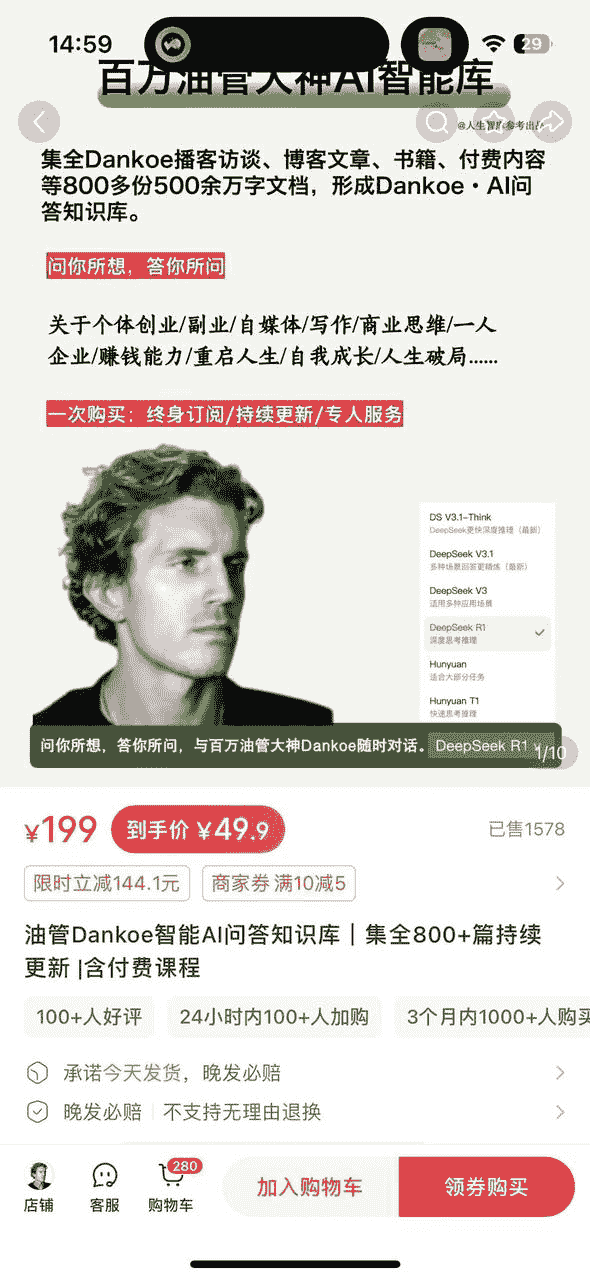 14:59
29
百万油管大神AI智能库
集全Dankoe播客访谈、博客文章、书籍、付费内容
等800多份500余万字文档，形成Dankoe·AI问
答知识库。
问你所想，答你所问
关于个体创业/副业/自媒体/写作/商业思维/一人
企业/赚钱能力/重启人生/自我成长/人生破局......
一次购买：终身订阅/持续更新/专人服务
DS V3.1-Think
DeepSeek更快深度推理（最新）
DeepSeek V3.1
多种场景回答更精炼（最新）
DeepSeek V3
适用多种应用场景
DeepSeek R1
深度思考推理
Hunyuan
适合大部分任务
Hunyuan T1
快速思考推理
问你所想，答你所问，与百万油管大神Dankoe随时对话。 DeepSeek R1
1/10
¥199 到手价 ¥49.9 已售1578
限时立减144.1元 商家券 满10减5
油管Dankoe智能AI问答知识库｜集全800+篇持续
更新 |含付费课程
100+人好评 24小时内100+人加购 3个月内1000+人购买
承诺今天发货，晚发必赔
晚发必赔 不支持无理由退换
280
店铺 客服 购物车 加入购物车 领券购买